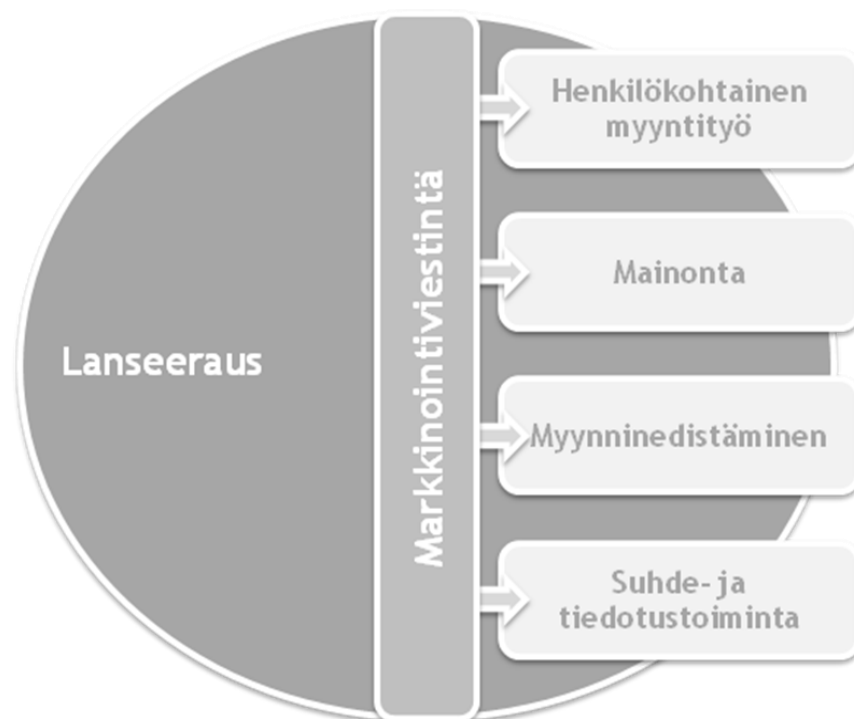 Lanseeraus
Markkinointiviestintä
Henkilökohtainen
myyntityö
Mainonta
Myynninedistäminen
Suhde- ja
tiedotustoiminta